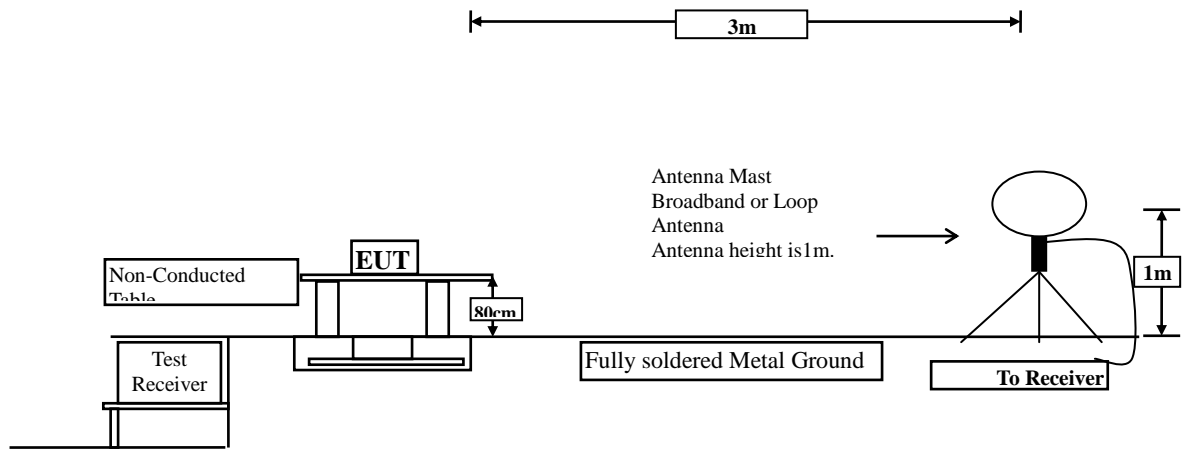 3m
Antenna Mast
Broadband or Loop
Antenna
Antenna height is1m.
EUT
Non-Conducted
Table
80cm
1m
Test
Receiver
Fully soldered Metal Ground
To Receiver